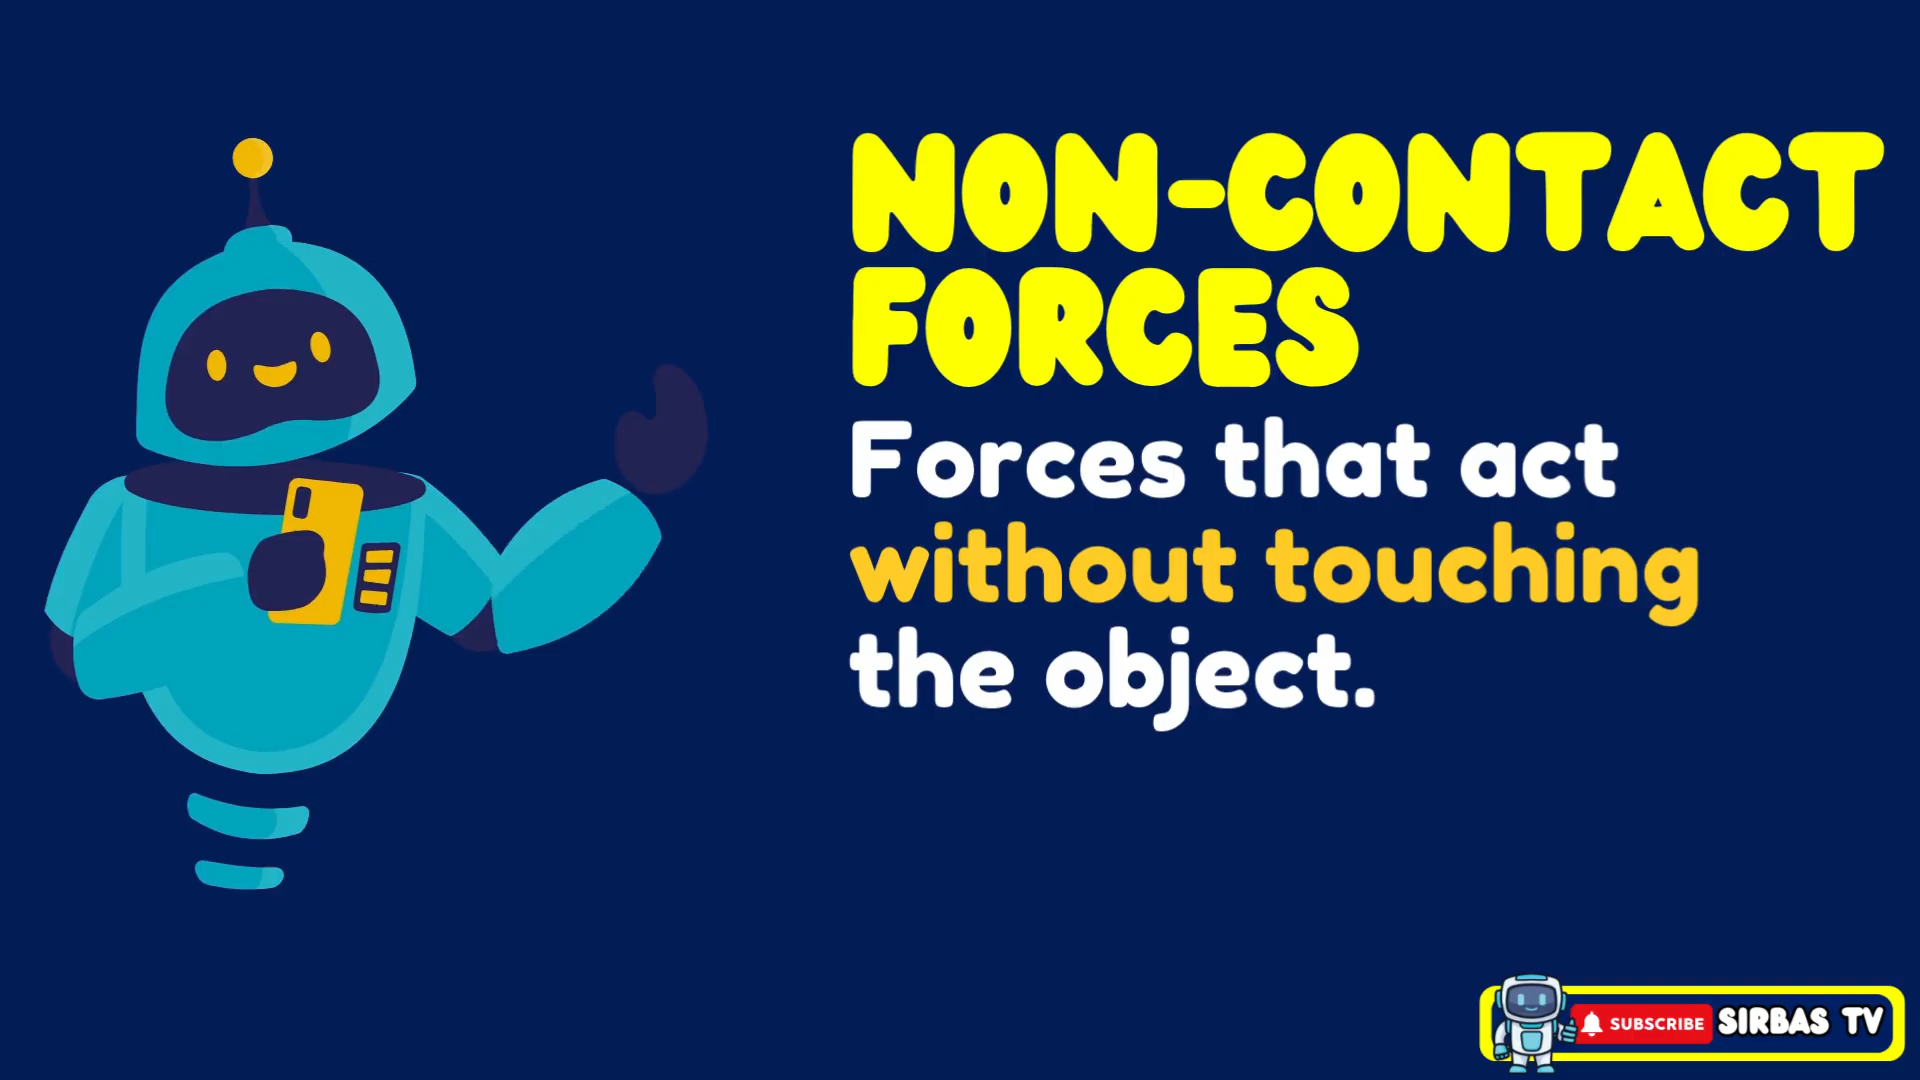 NON-CONTACT
FORCES
Forces that act
without touching
the object.
SUBSCRIBE SIRBAS TV